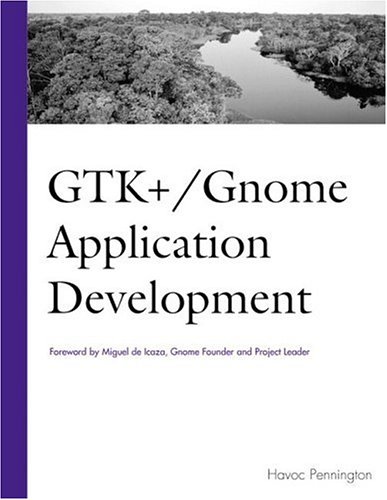 GTK+/Gnome
Application
Development
Foreword by Miguel de Icaza, Gnome Founder and Project Leader
Havoc Pennington